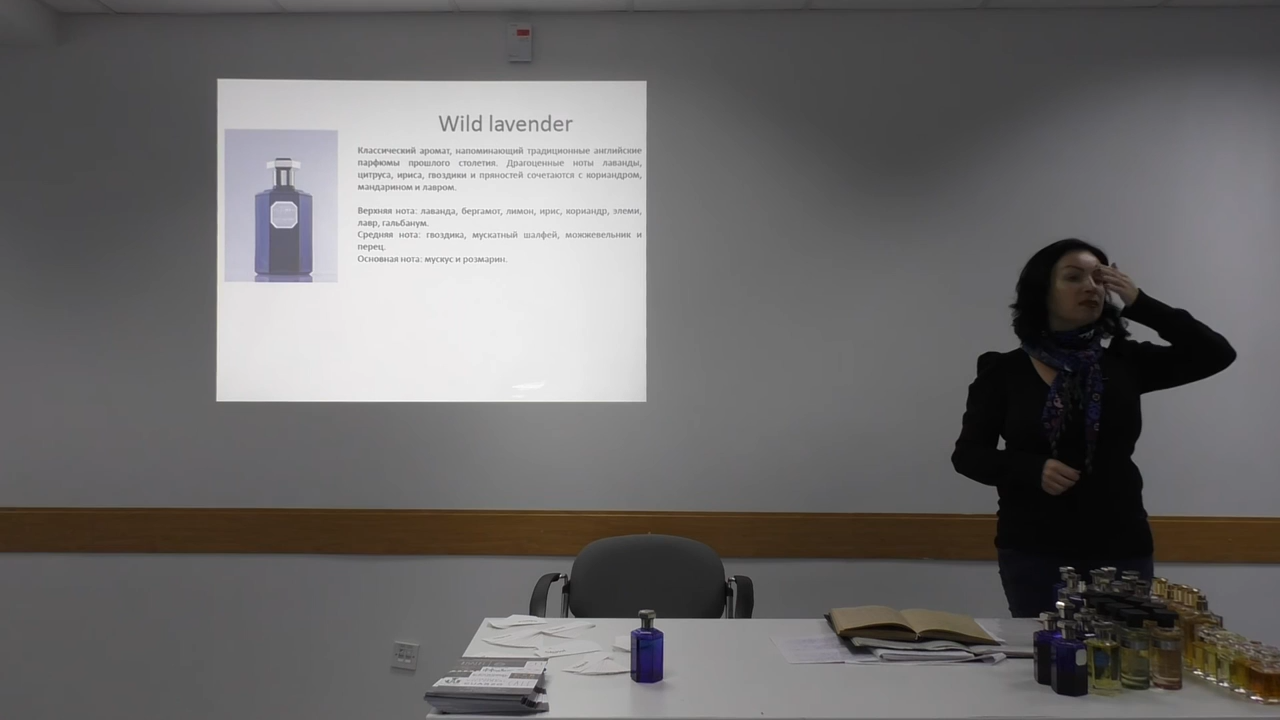 Wild lavender
Классический аромат, напоминающий традиционные английские
парфюмы прошлого столетия. Драгоценные ноты лаванды,
цитруса, ириса, гвоздики и пряностей сочетаются с кориандром,
мандарином и лавром.
Верхняя нота: лаванда, бергамот, лимон, ирис, кориандр, элеми,
лавр, гальбанум.
Средняя нота: гвоздика, мускатный шалфей, можжевельник и
перец.
Основная нота: мускус и розмарин.